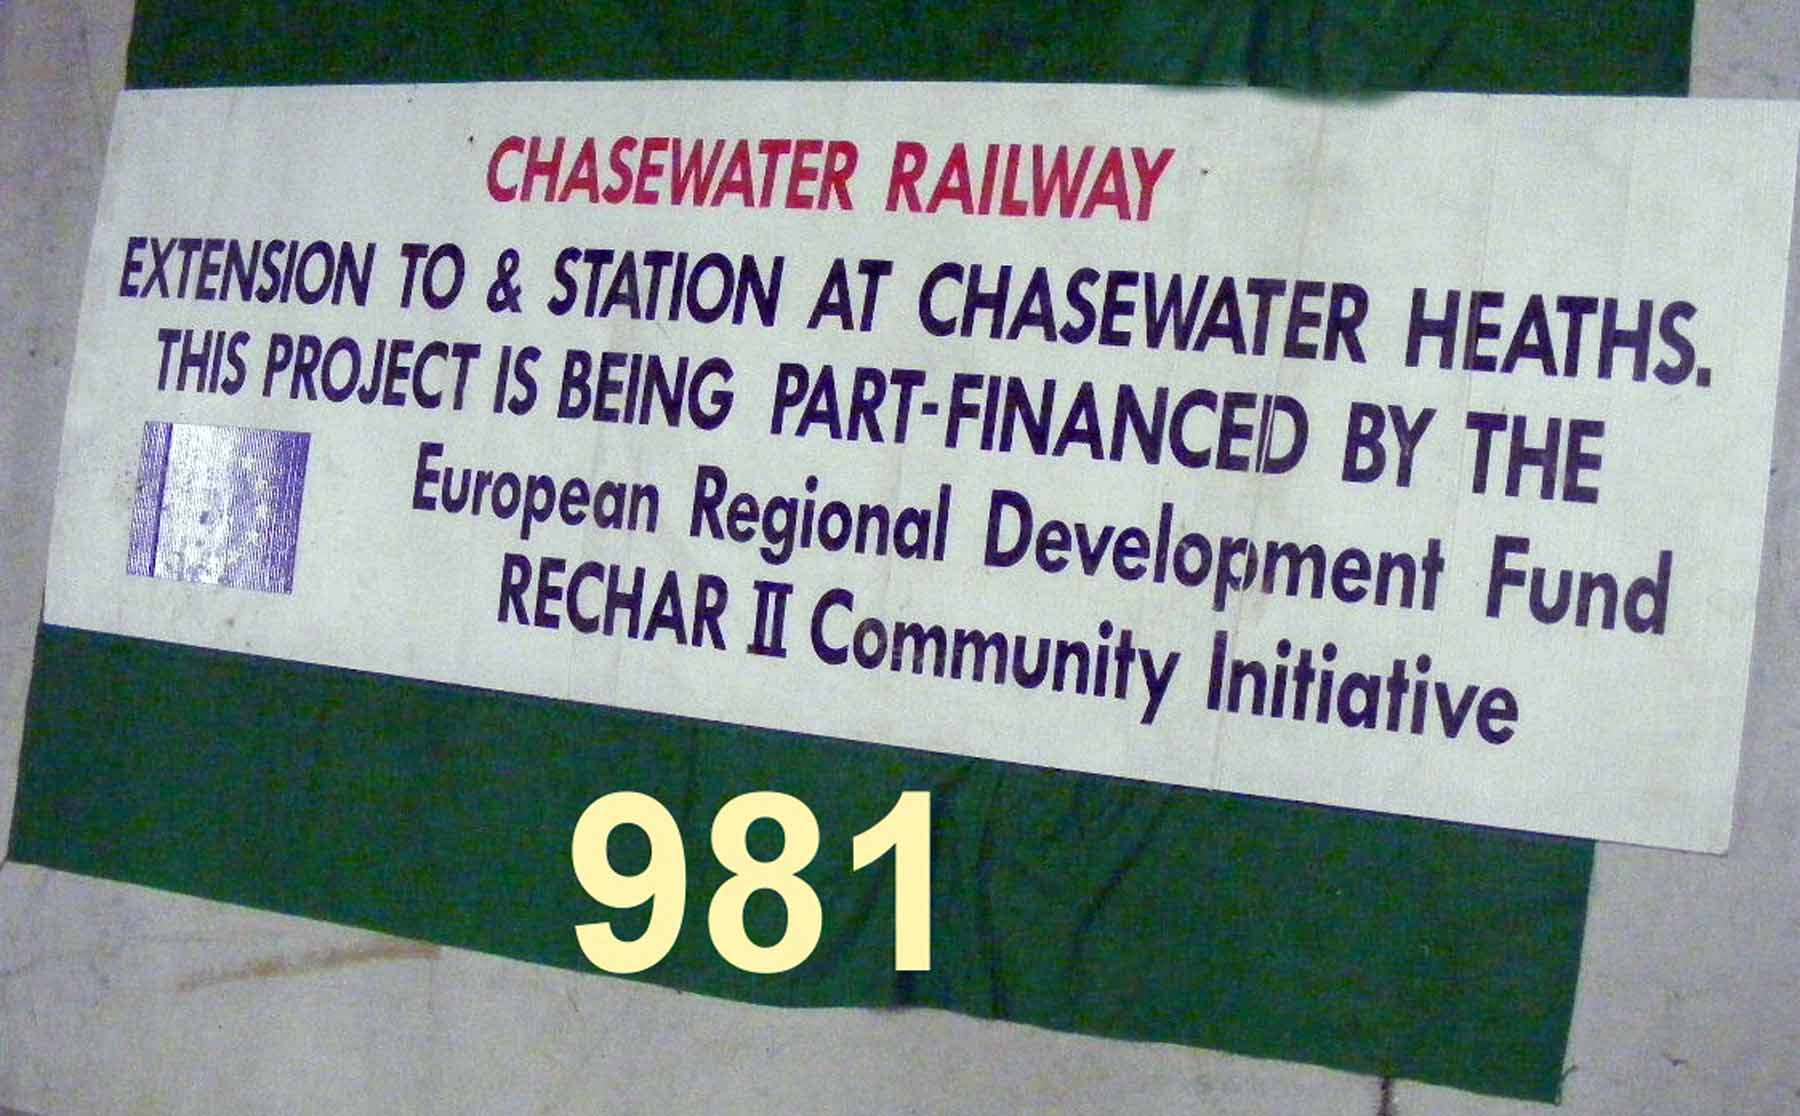 CHASEWATER RAILWAY
EXTENSION TO & STATION AT CHASEWATER HEATHS.
THIS PROJECT IS BEING PART-FINANCED BY THE
European Regional Development Fund
RECHAR II Community Initiative
981